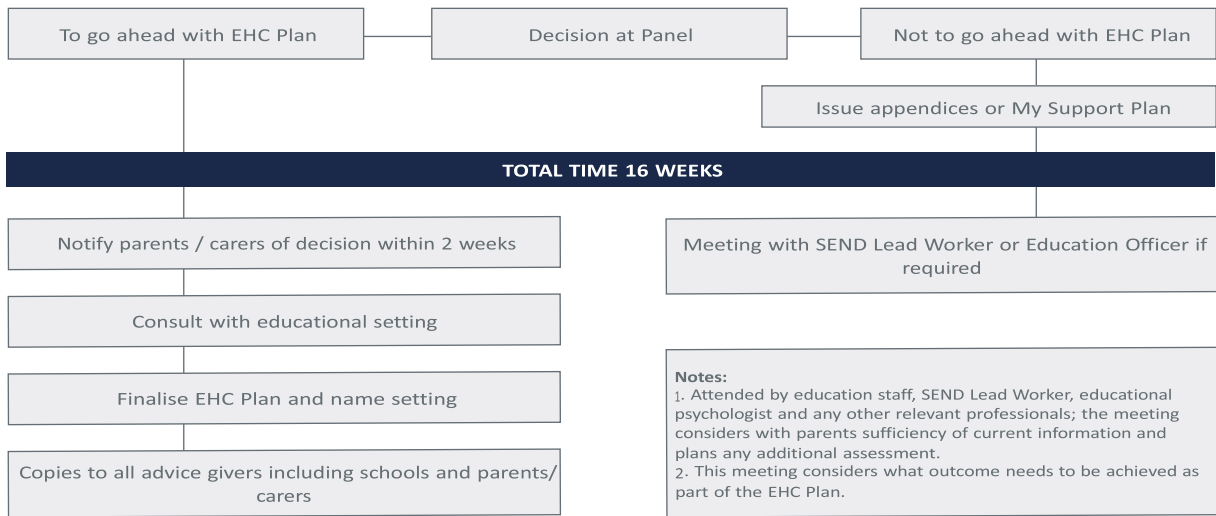 To go ahead with EHC Plan
Decision at Panel
Not to go ahead with EHC Plan
Issue appendices or My Support Plan
TOTAL TIME 16 WEEKS
Notify parents / carers of decision within 2 weeks
Consult with educational setting
Finalise EHC Plan and name setting
Copies to all advice givers including schools and parents/
carers
Meeting with SEND Lead Worker or Education Officer if
required
Notes:
1. Attended by education staff, SEND Lead Worker, educational
psychologist and any other relevant professionals; the meeting
considers with parents sufficiency of current information and
plans any additional assessment.
2. This meeting considers what outcome needs to be achieved as
part of the EHC Plan.